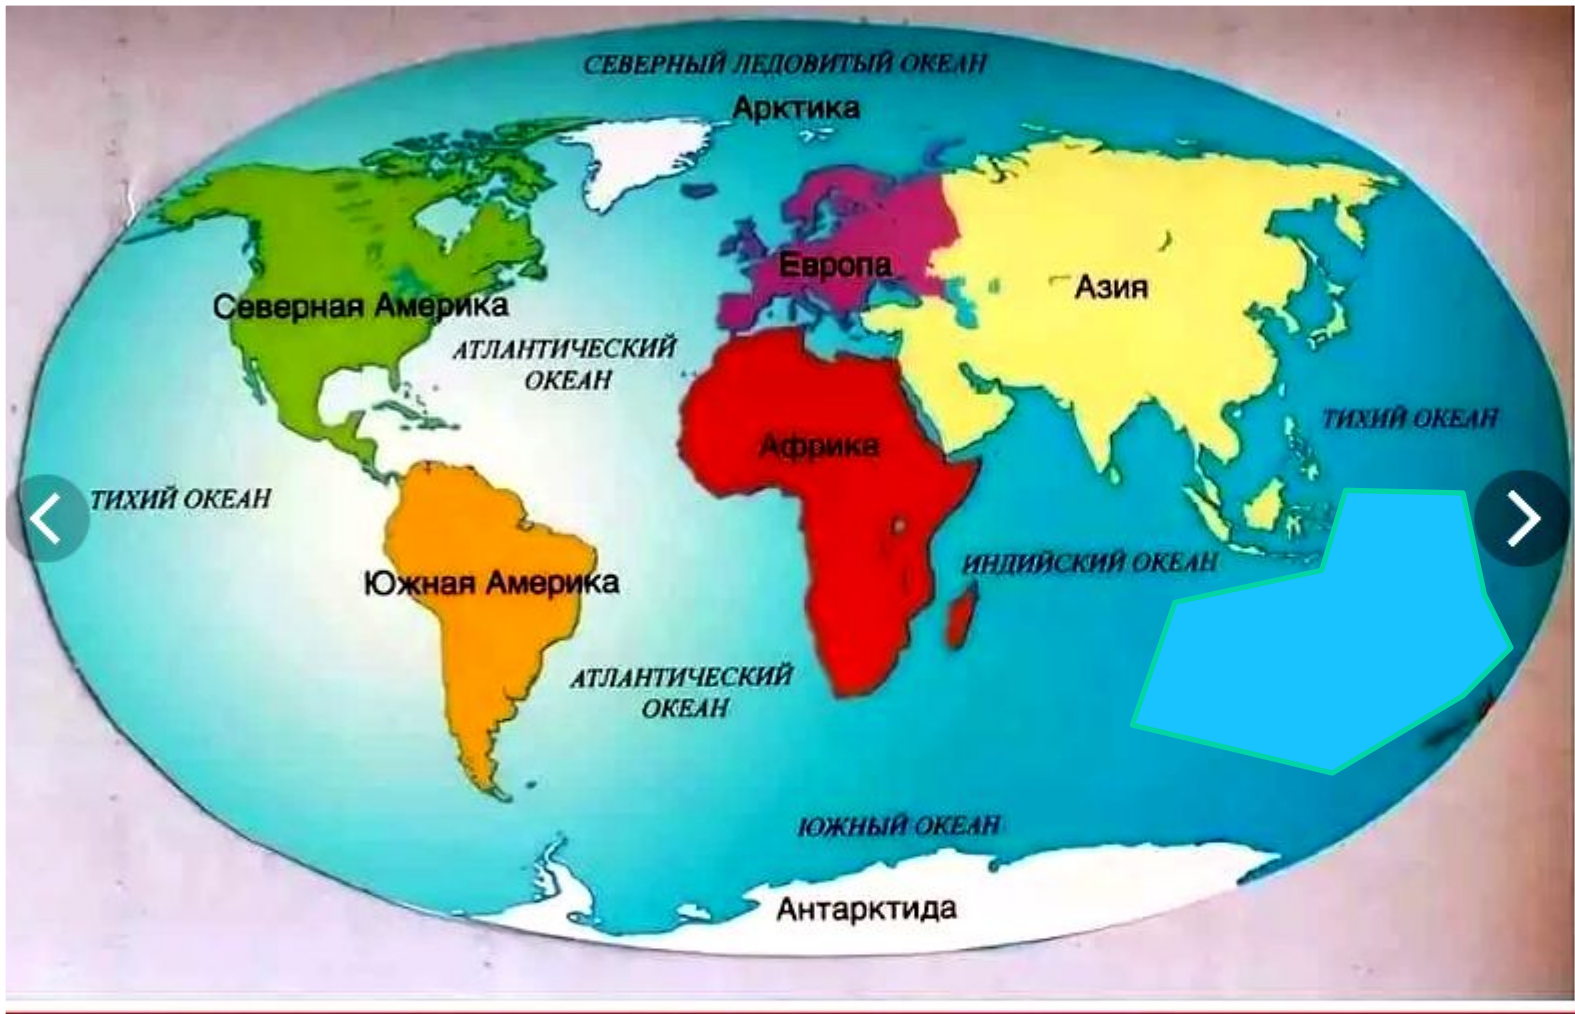 СЕВЕРНЫЙ ЛЕДОВИТЫЙ ОКЕАН
Арктика
Европа
Азия
Северная Америка
АТЛАНТИЧЕСКИЙ
ОКЕАН
ТИХИЙ ОКЕАН
Африка
ТИХИЙ ОКЕАН
ИНДИЙСКИЙ ОКЕАН
Южная Америка
АТЛАНТИЧЕСКИЙ
ОКЕАН
ЮЖНЫЙ ОКЕАН
Антарктида